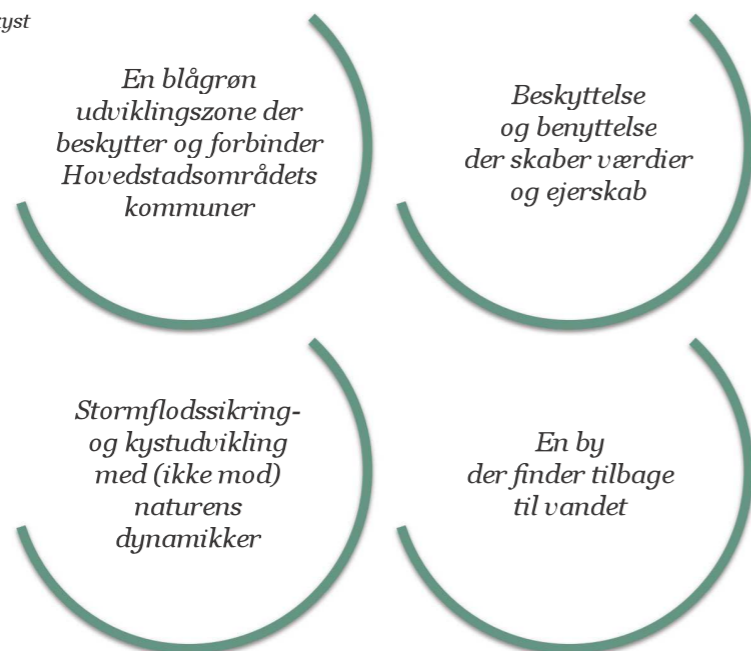 En blågrøn
udviklingszone der
beskytter og forbinder
Hovedstadsområdets
kommuner
Beskyttelse
og benyttelse
der skaber værdier
og ejerskab
Stormflodssikring-
og kystudvikling
med (ikke mod)
naturens
dynamikker
En by
der finder tilbage
til vandet